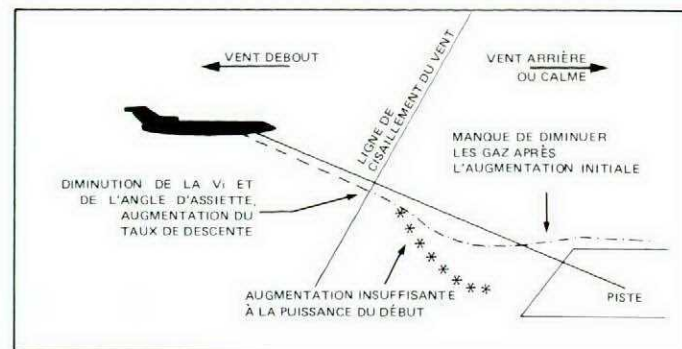 VENT DEBOUT
VENT ARRIÈRE
OU CALME
LIGNE DE
CISAILLEMENT DU VENT
MANQUE DE DIMINUER
LES GAZ APRÈS
L'AUGMENTATION INITIALE
DIMINUTION DE LA Vi ET
DE L'ANGLE D'ASSIETTE,
AUGMENTATION DU
TAUX DE DESCENTE
AUGMENTATION INSUFFISANTE
À LA PUISSANCE DU DÉBUT
PISTE